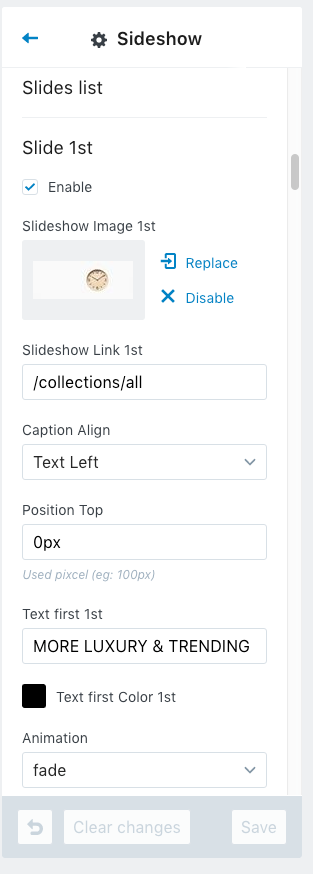 Sideshow
Slides list
Slide 1st
Enable
Slideshow Image 1st
Replace
Disable
Slideshow Link 1st
/collections/all
Caption Align
Text Left
Position Top
0px
Used pixcel (eg: 100px)
Text first 1st
MORE LUXURY & TRENDING
Text first Color 1st
Animation
fade
Clear changes Save